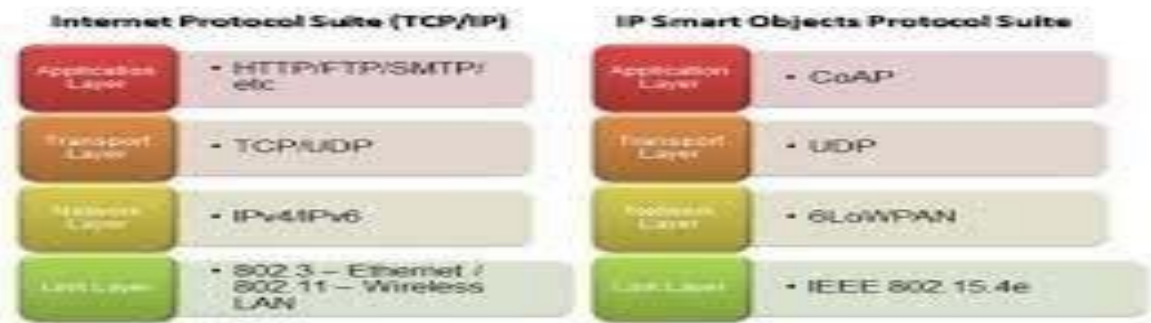 Internet Protocol Suite (TCP/IP)
Application
Layer
• HTTP/FTP/SMTP/
etc
Transport
Layer
• TCP/UDP
Network
Layer
• IPv4/IPv6
Link Layer
• 802.3 – Ethernet /
802.11 – Wireless
LAN
IP Smart Objects Protocol Suite
Application
Layer
• CoAP
Transport
Layer
• UDP
Network
Layer
• 6LoWPAN
Link Layer
• IEEE 802.15.4e